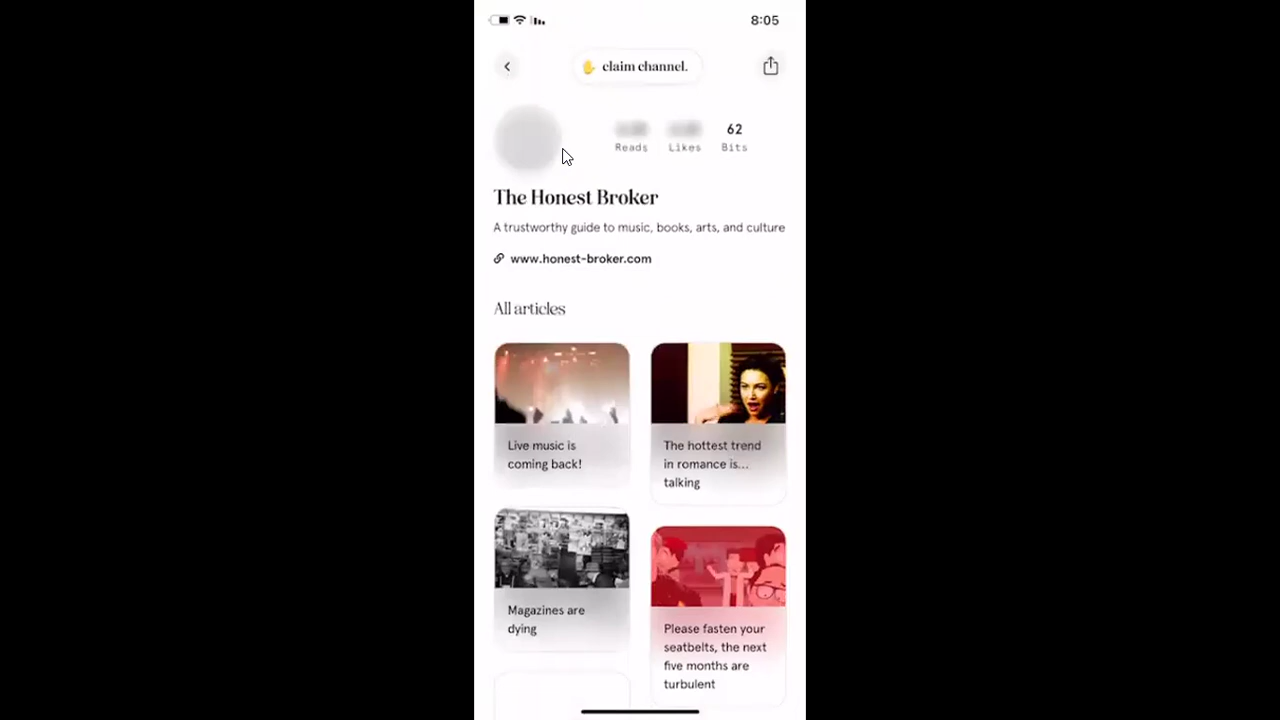 8:05
claim channel.
62
Reads Likes Bits
The Honest Broker
A trustworthy guide to music, books, arts, and culture
www.honest-broker.com
All articles
Live music is
coming back!
The hottest trend
in romance is...
talking
Magazines are
dying
Please fasten your
seatbelts, the next
five months are
turbulent